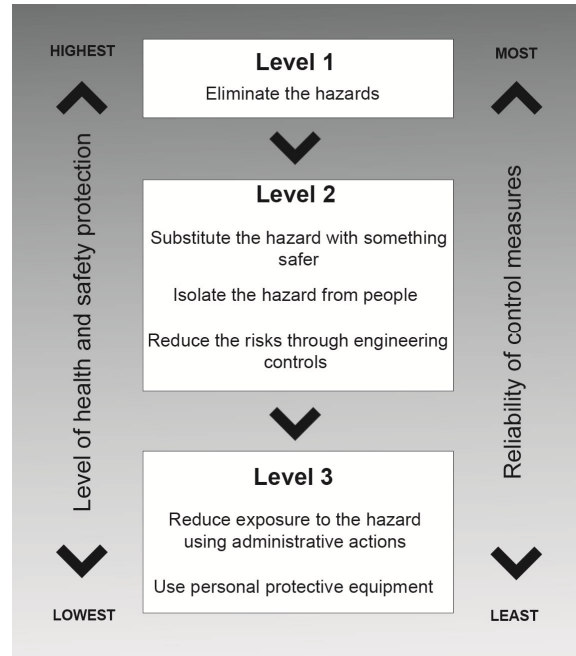 HIGHEST
MOST
Level 1
Eliminate the hazards
Level of health and safety protection
Reliability of control measures
Level 2
Substitute the hazard with something
safer
Isolate the hazard from people
Reduce the risks through engineering
controls
Level 3
Reduce exposure to the hazard
using administrative actions
Use personal protective equipment
LOWEST
LEAST